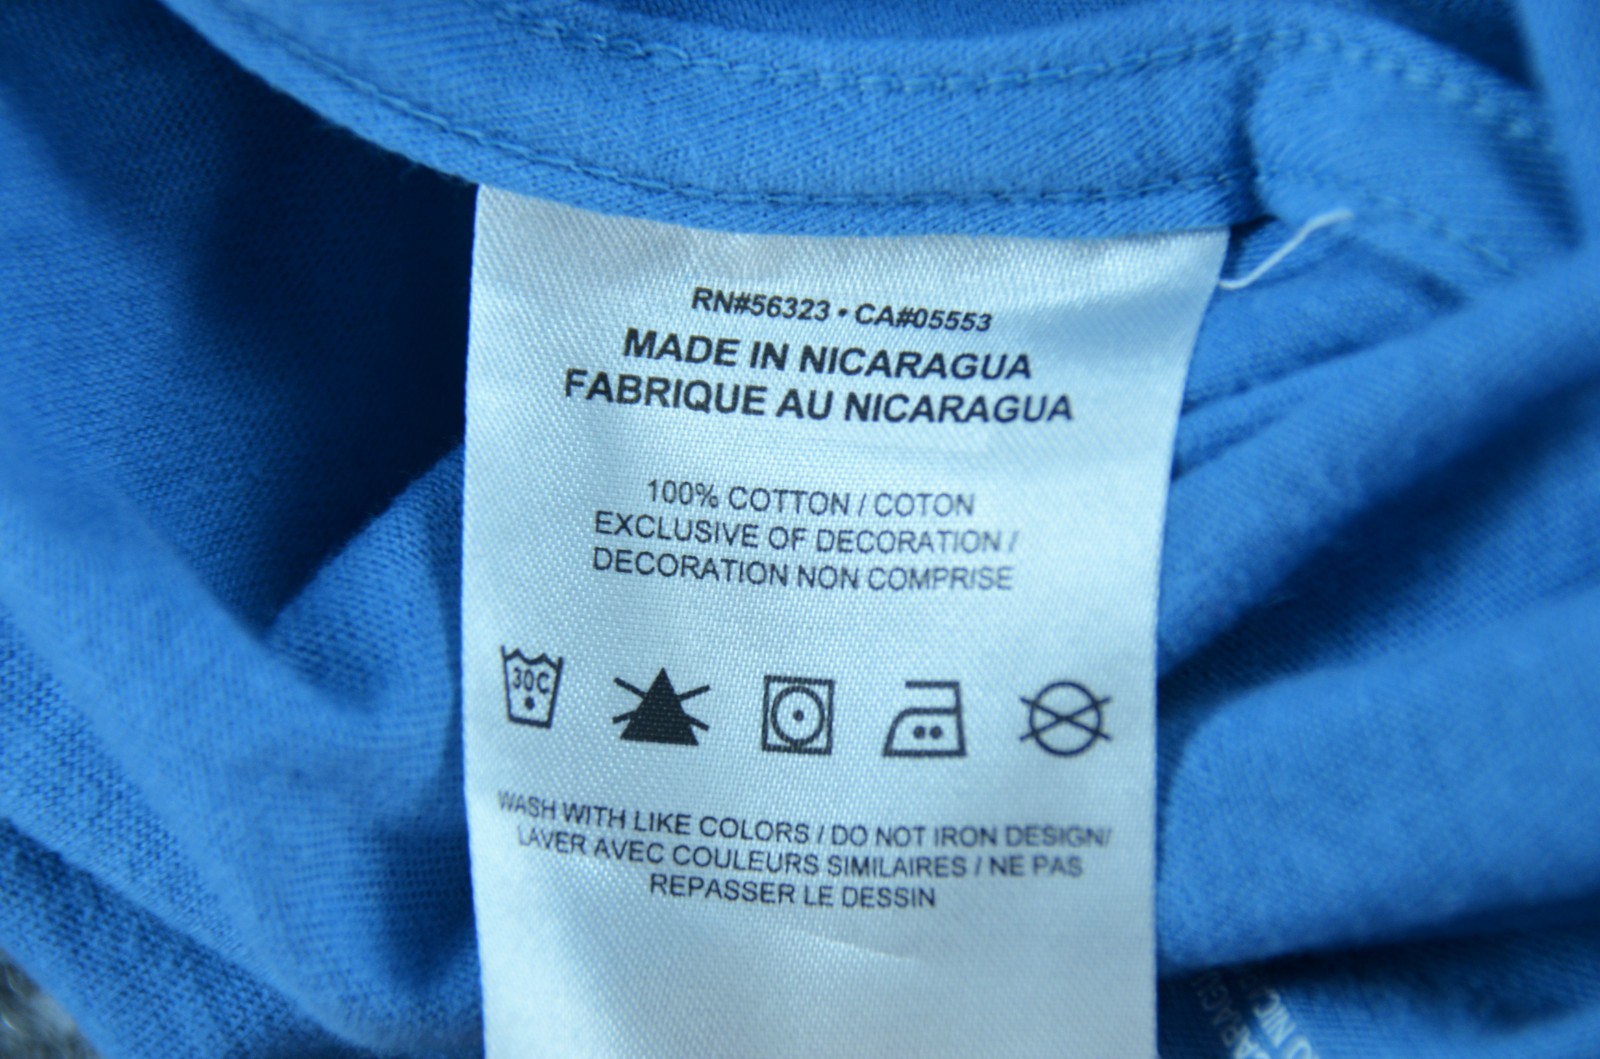 RN#56323 • CA#05553
MADE IN NICARAGUA
FABRIQUE AU NICARAGUA
100% COTTON / COTON
EXCLUSIVE OF DECORATION /
DECORATION NON COMPRISE
30C
WASH WITH LIKE COLORS / DO NOT IRON DESIGN/
LAVER AVEC COULEURS SIMILAIRES / NE PAS
REPASSER LE DESSIN